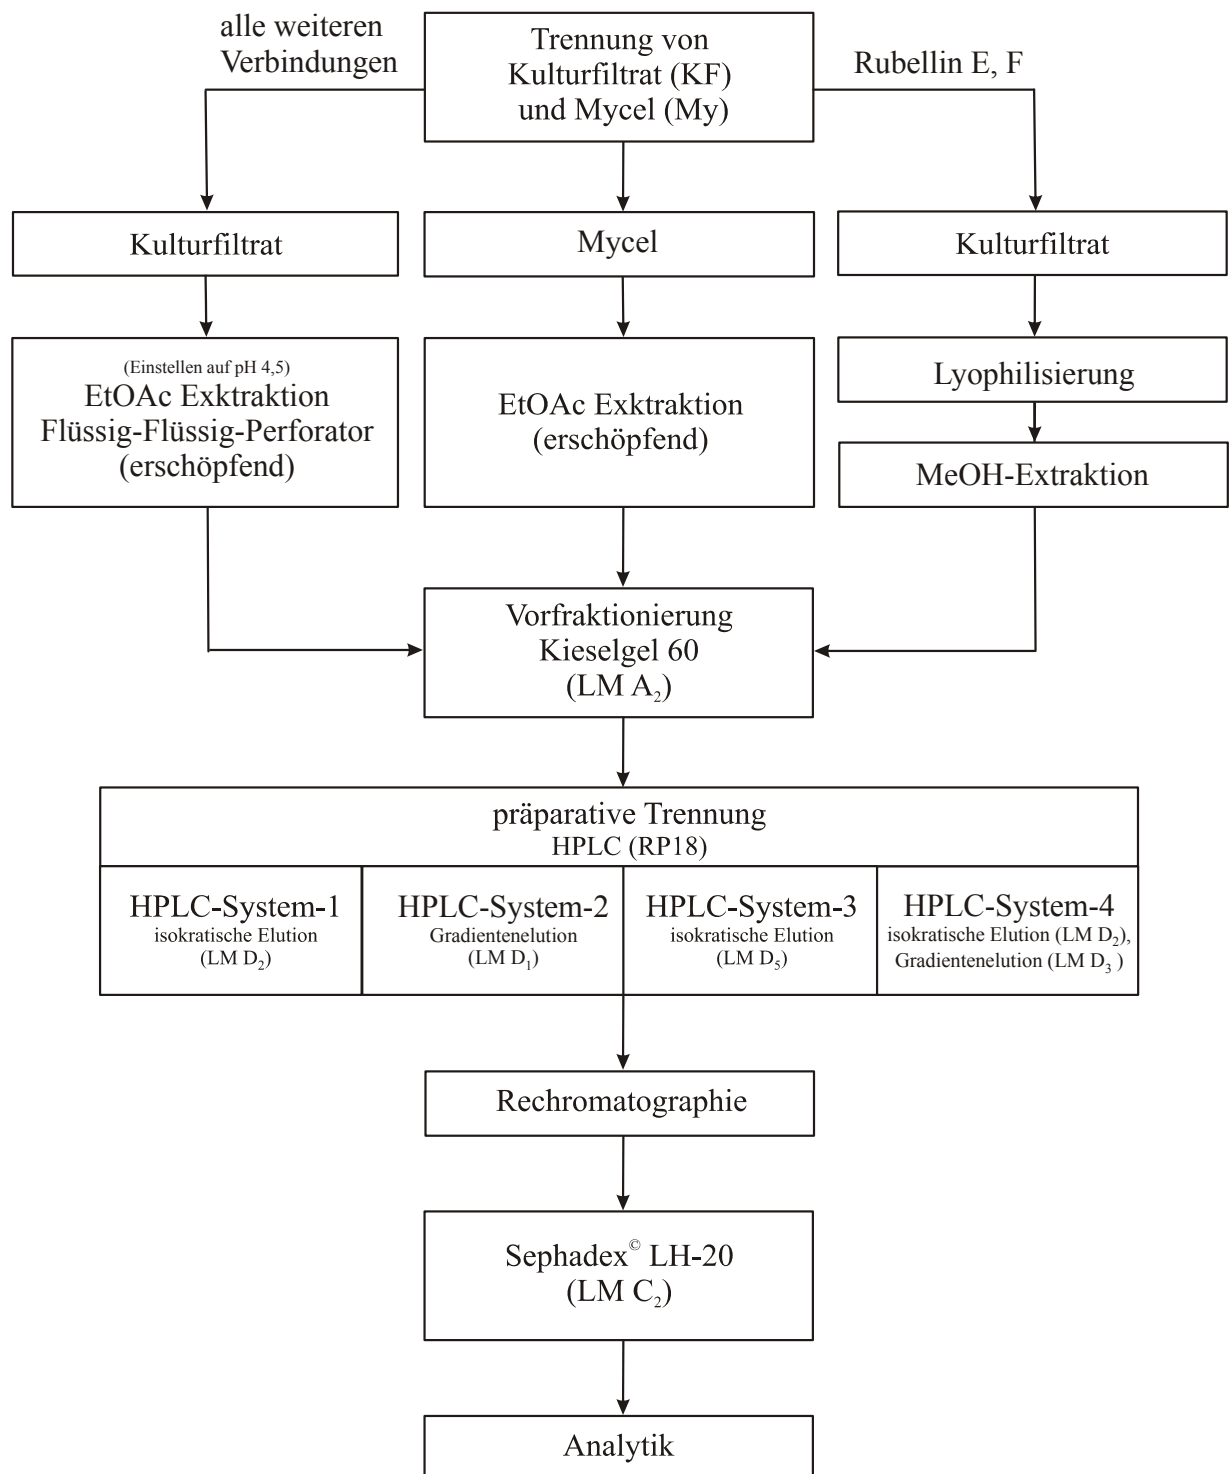 alle weiteren
Verbindungen
Trennung von
Kulturfiltrat (KF)
und Mycel (My)
Rubellin E, F
Kulturfiltrat
Mycel
Kulturfiltrat
(Einstellen auf pH 4,5)
EtOAc Exktraktion
Flüssig-Flüssig-Perforator
(erschöpfend)
EtOAc Exktraktion
(erschöpfend)
Lyophilisierung
MeOH-Extraktion
Vorfraktionierung
Kieselgel 60
(LM A₂)
präparative Trennung
HPLC (RP18)
HPLC-System-1
isokratische Elution
(LM D₂)
HPLC-System-2
Gradientenelution
(LM D₁)
HPLC-System-3
isokratische Elution
(LM D₅)
HPLC-System-4
isokratische Elution (LM D₂),
Gradientenelution (LM D₃ )
Rechromatographie
Sephadex© LH-20
(LM C₂)
Analytik